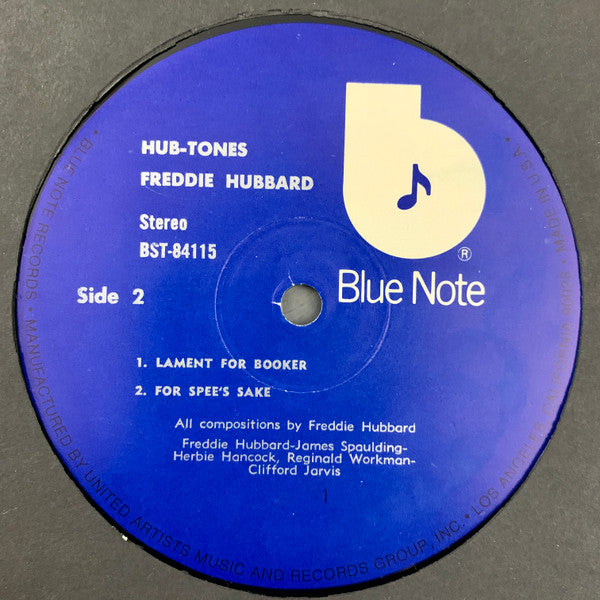 HUB-TONES
FREDDIE HUBBARD
Stereo
BST-84115
®
Blue Note
Side 2
1. LAMENT FOR BOOKER
2. FOR SPEE'S SAKE
All compositions by Freddie Hubbard
Freddie Hubbard-James Spaulding-
Herbie Hancock, Reginald Workman-
Clifford Jarvis
1
• BLUE NOTE RECORDS • MANUFACTURED BY UNITED ARTISTS MUSIC AND RECORDS GROUP, INC. • LOS ANGELES
• MADE IN U.S.A. •